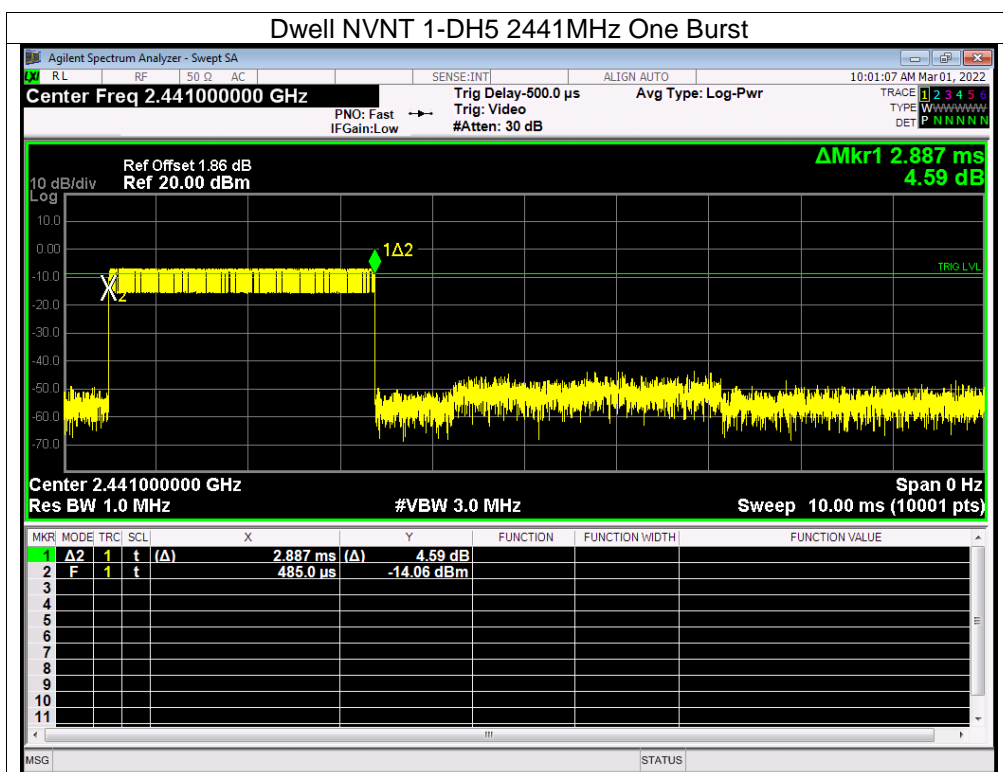 Dwell NVNT 1-DH5 2441MHz One Burst
Agilent Spectrum Analyzer - Swept SA
LXI RL RF 50 Ω AC SENSE:INT ALIGN AUTO 10:01:07 AM Mar 01, 2022
Center Freq 2.441000000 GHz Trig Delay-500.0 µs Avg Type: Log-Pwr TRACE 1 2 3 4 5 6
PNO: Fast Trig: Video TYPE WWWWWW
IFGain:Low #Atten: 30 dB DET P N N N N N
ΔMkr1 2.887 ms
4.59 dB
Ref Offset 1.86 dB
10 dB/div Ref 20.00 dBm
Log
10.0
0.00
1Δ2
TRIG LVL
-10.0
X2
-20.0
-30.0
-40.0
-50.0
-60.0
-70.0
Center 2.441000000 GHz Span 0 Hz
Res BW 1.0 MHz #VBW 3.0 MHz Sweep 10.00 ms (10001 pts)
MKR MODE TRC SCL X Y FUNCTION FUNCTION WIDTH FUNCTION VALUE
1 Δ2 1 t (Δ) 2.887 ms (Δ) 4.59 dB
2 F 1 t 485.0 µs -14.06 dBm
3
4
5
6
7
8
9
10
11
MSG STATUS